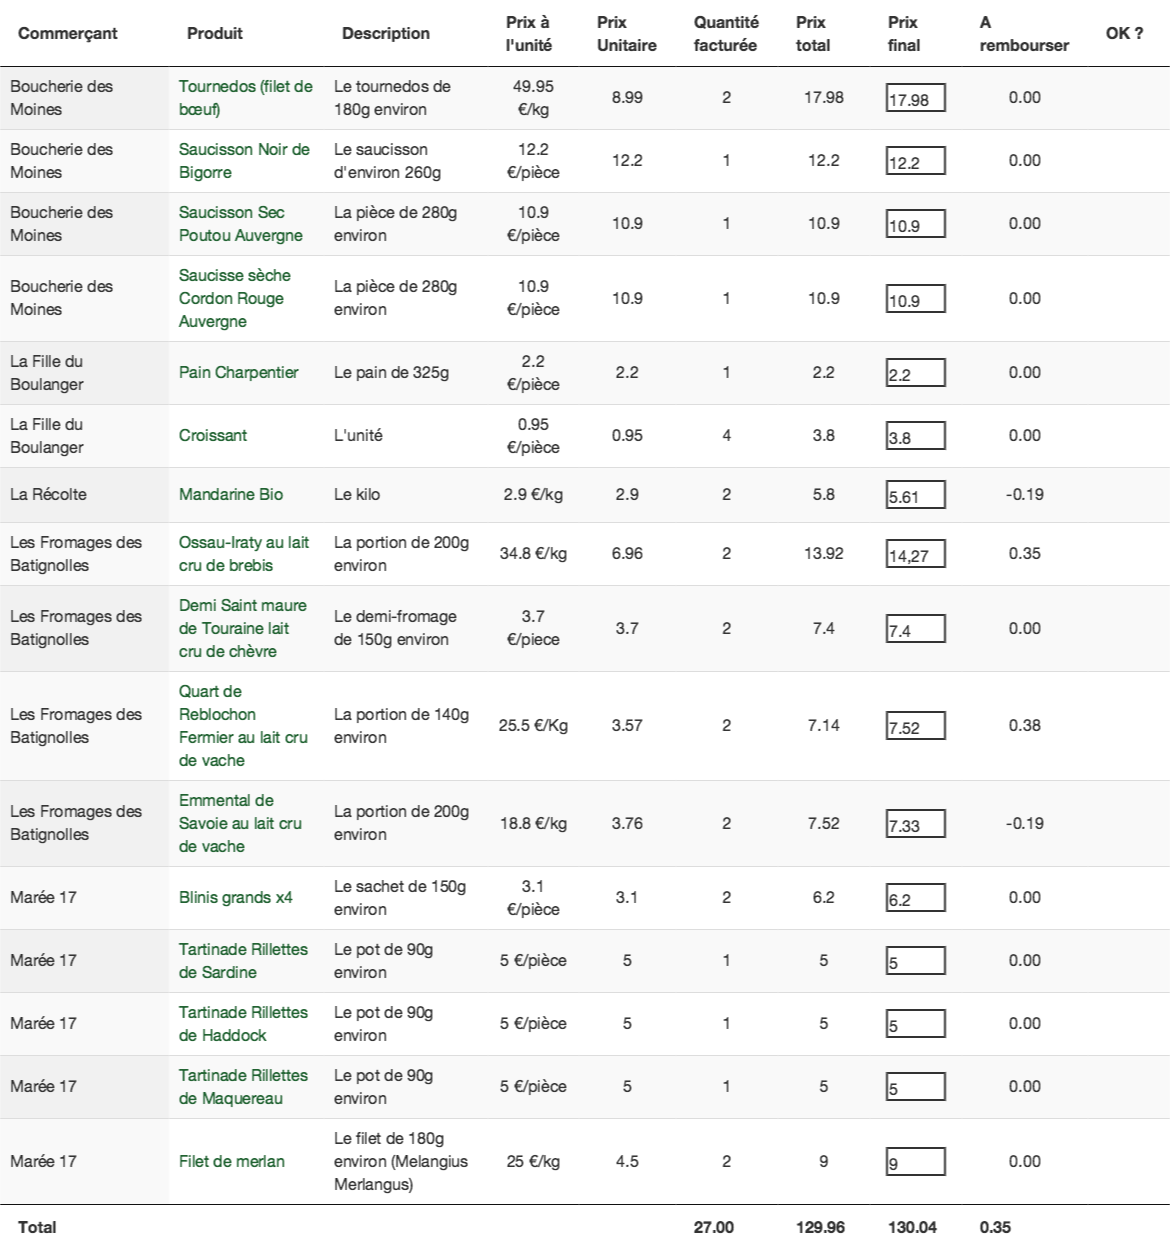 Commerçant Produit Description Prix à l'unité Prix Unitaire Quantité facturée Prix total Prix final A rembourser OK ?
Boucherie des Moines Tournedos (filet de bœuf) Le tournedos de 180g environ 49.95 €/kg 8.99 2 17.98 17.98 0.00
Boucherie des Moines Saucisson Noir de Bigorre Le saucisson d'environ 260g 12.2 €/pièce 12.2 1 12.2 12.2 0.00
Boucherie des Moines Saucisson Sec Poutou Auvergne La pièce de 280g environ 10.9 €/pièce 10.9 1 10.9 10.9 0.00
Boucherie des Moines Saucisse sèche Cordon Rouge Auvergne La pièce de 280g environ 10.9 €/pièce 10.9 1 10.9 10.9 0.00
La Fille du Boulanger Pain Charpentier Le pain de 325g 2.2 €/pièce 2.2 1 2.2 2.2 0.00
La Fille du Boulanger Croissant L'unité 0.95 €/pièce 0.95 4 3.8 3.8 0.00
La Récolte Mandarine Bio Le kilo 2.9 €/kg 2.9 2 5.8 5.61 -0.19
Les Fromages des Batignolles Ossau-Iraty au lait cru de brebis La portion de 200g environ 34.8 €/kg 6.96 2 13.92 14,27 0.35
Les Fromages des Batignolles Demi Saint maure de Touraine lait cru de chèvre Le demi-fromage de 150g environ 3.7 €/piece 3.7 2 7.4 7.4 0.00
Les Fromages des Batignolles Quart de Reblochon Fermier au lait cru de vache La portion de 140g environ 25.5 €/Kg 3.57 2 7.14 7.52 0.38
Les Fromages des Batignolles Emmental de Savoie au lait cru de vache La portion de 200g environ 18.8 €/kg 3.76 2 7.52 7.33 -0.19
Marée 17 Blinis grands x4 Le sachet de 150g environ 3.1 €/pièce 3.1 2 6.2 6.2 0.00
Marée 17 Tartinade Rillettes de Sardine Le pot de 90g environ 5 €/pièce 5 1 5 5 0.00
Marée 17 Tartinade Rillettes de Haddock Le pot de 90g environ 5 €/pièce 5 1 5 5 0.00
Marée 17 Tartinade Rillettes de Maquereau Le pot de 90g environ 5 €/pièce 5 1 5 5 0.00
Marée 17 Filet de merlan Le filet de 180g environ (Melangius Merlangus) 25 €/kg 4.5 2 9 9 0.00
Total 27.00 129.96 130.04 0.35